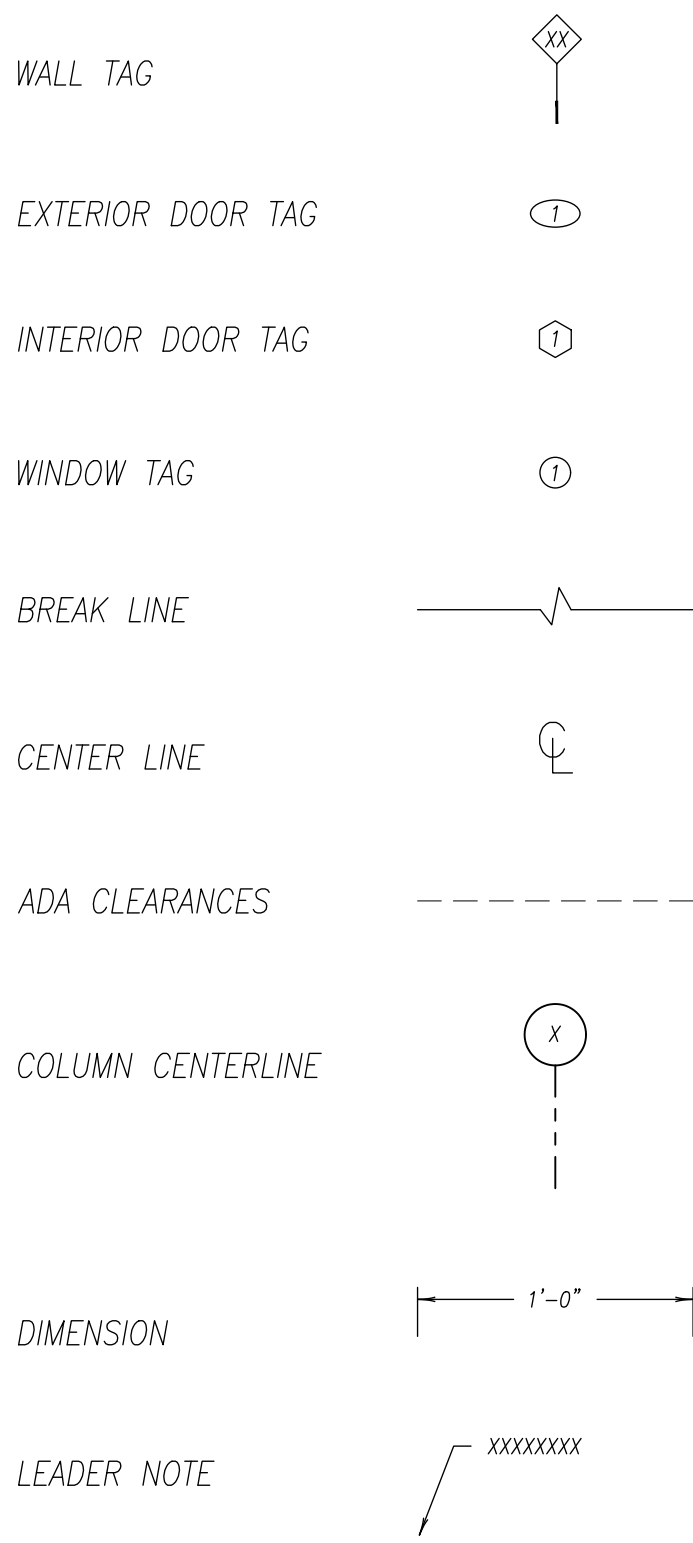 XX
WALL TAG
EXTERIOR DOOR TAG
1
INTERIOR DOOR TAG
1
WINDOW TAG
1
BREAK LINE
CENTER LINE
CL
ADA CLEARANCES
X
COLUMN CENTERLINE
1'-0"
DIMENSION
XXXXXXXX
LEADER NOTE